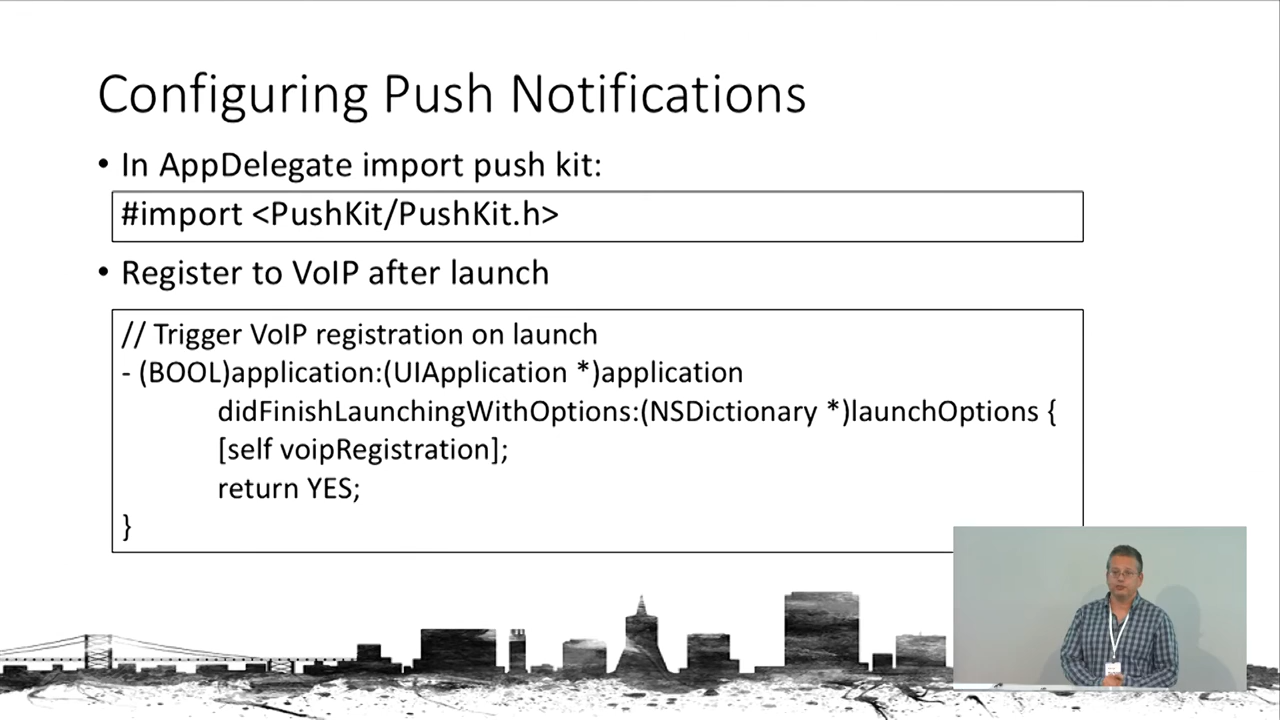 Configuring Push Notifications
• In AppDelegate import push kit:
#import <PushKit/PushKit.h>
• Register to VoIP after launch
// Trigger VoIP registration on launch
- (BOOL)application:(UIApplication *)application
didFinishLaunchingWithOptions:(NSDictionary *)launchOptions {
[self voipRegistration];
return YES;
}